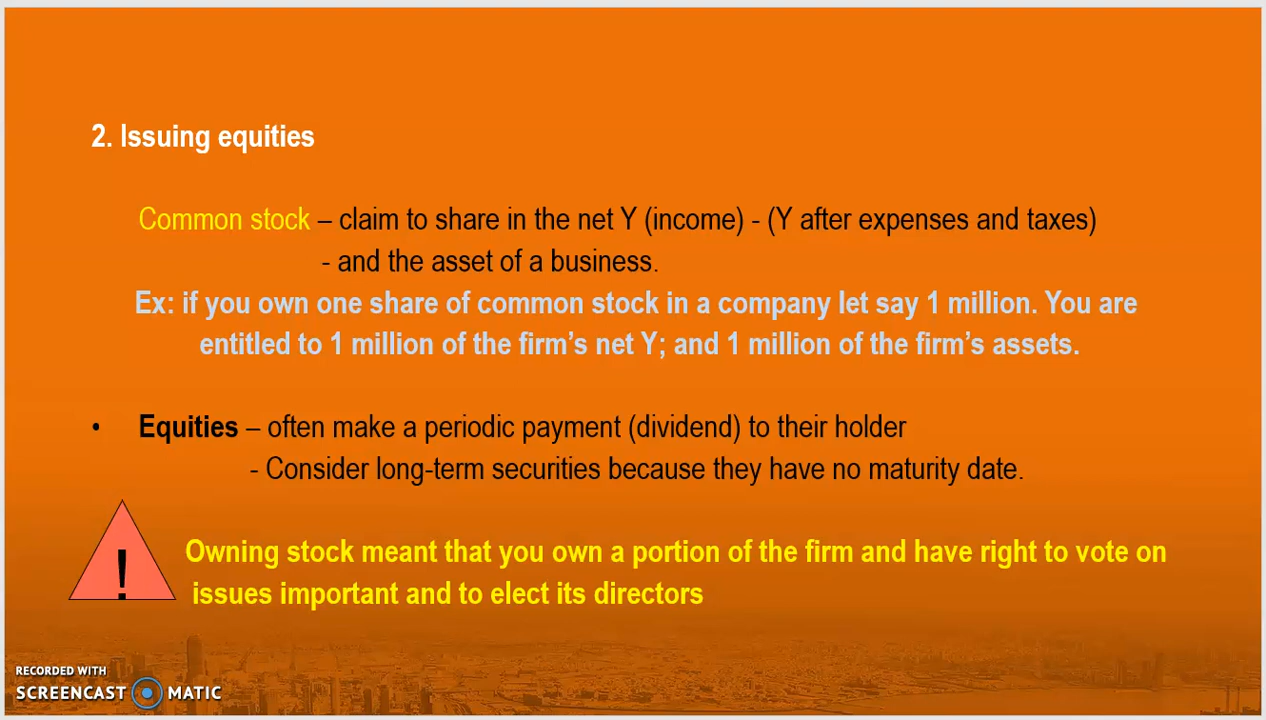 2. Issuing equities
Common stock – claim to share in the net Y (income) - (Y after expenses and taxes)
- and the asset of a business.
Ex: if you own one share of common stock in a company let say 1 million. You are
entitled to 1 million of the firm’s net Y; and 1 million of the firm’s assets.
• Equities – often make a periodic payment (dividend) to their holder
- Consider long-term securities because they have no maturity date.
! Owning stock meant that you own a portion of the firm and have right to vote on
issues important and to elect its directors
RECORDED WITH
SCREENCAST MATIC